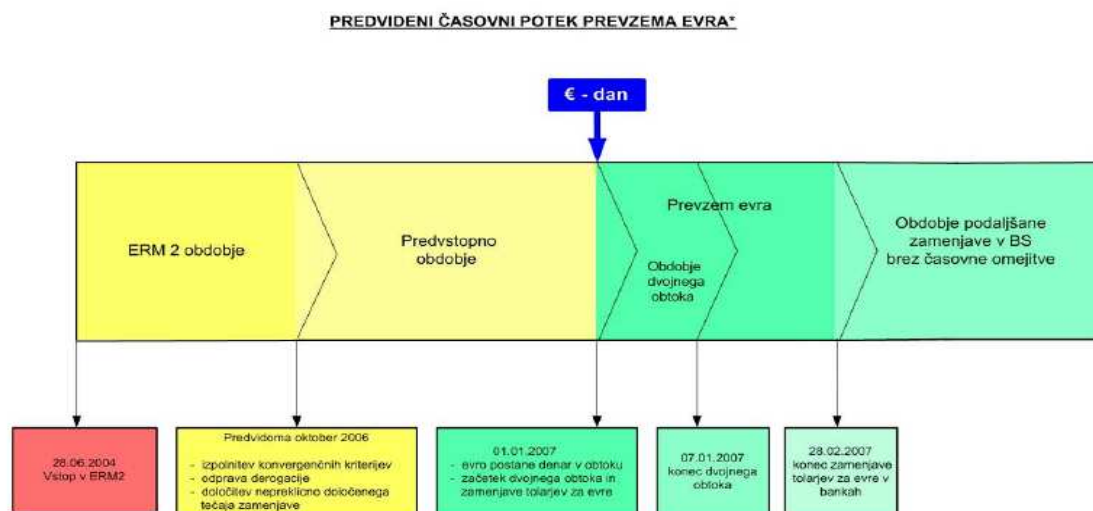 PREDVIDENI ČASOVNI POTEK PREVZEMA EVRA*
€ - dan
ERM 2 obdobje
Predvstopno
obdobje
Prevzem evra
Obdobje
dvojnega
obtoka
Obdobje podaljšane
zamenjave v BS
brez časovne omejitve
28.06.2004
Vstop v ERM2
Predvidoma oktober 2006
- izpolnitev konvergenčnih kriterijev
- odprava derogacije
- določitev nepreklicno določenega
tečaja zamenjave
01.01.2007
- evro postane denar v obtoku
- začetek dvojnega obtoka in
zamenjave tolarjev za evre
07.01.2007
konec dvojnega
obtoka
28.02.2007
konec zamenjave
tolarjev za evre v
bankah